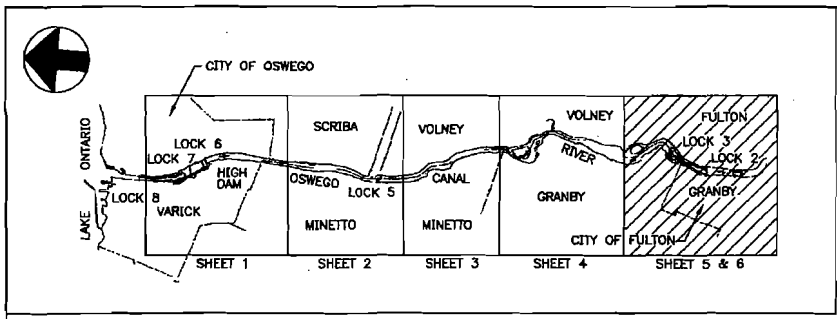 CITY OF OSWEGO
LAKE ONTARIO
LOCK 8
LOCK 7
LOCK 6
HIGH DAM
VARICK
SCRIBA
OSWEGO
LOCK 5
MINETTO
VOLNEY
CANAL
MINETTO
VOLNEY
RIVER
GRANBY
FULTON
LOCK 3
LOCK 2
GRANBY
CITY OF FULTON
SHEET 1
SHEET 2
SHEET 3
SHEET 4
SHEET 5 & 6